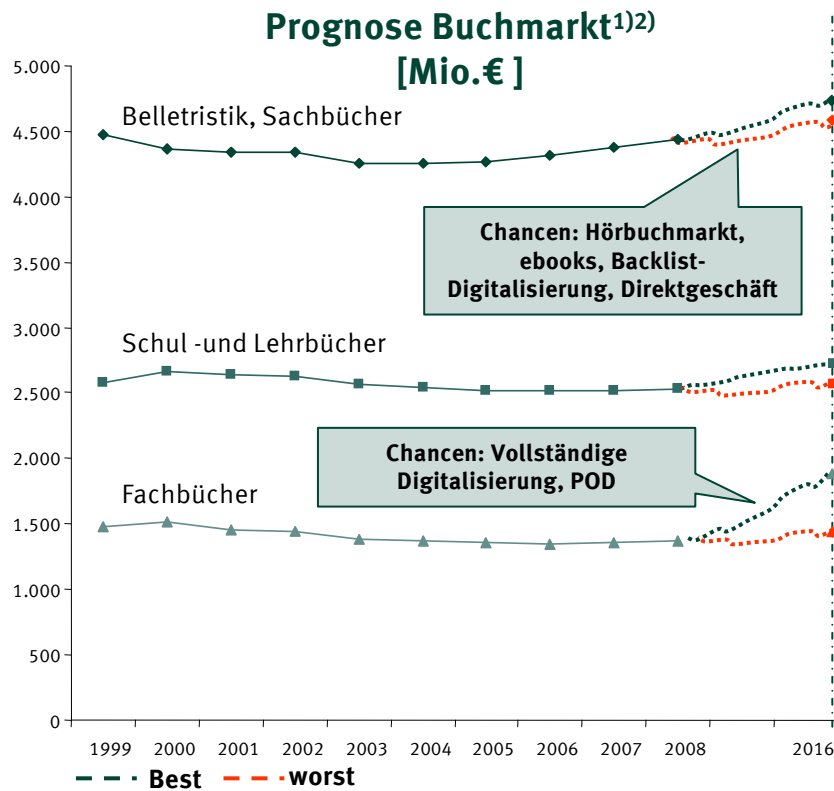 Prognose Buchmarkt1)2)
[Mio.€ ]
5.000
4.500
4.000
3.500
3.000
2.500
2.000
1.500
1.000
500
0
Belletristik, Sachbücher
Chancen: Hörbuchmarkt,
ebooks, Backlist-
Digitalisierung, Direktgeschäft
Schul -und Lehrbücher
Chancen: Vollständige
Digitalisierung, POD
Fachbücher
1999 2000 2001 2002 2003 2004 2005 2006 2007 2008 2016
Best worst